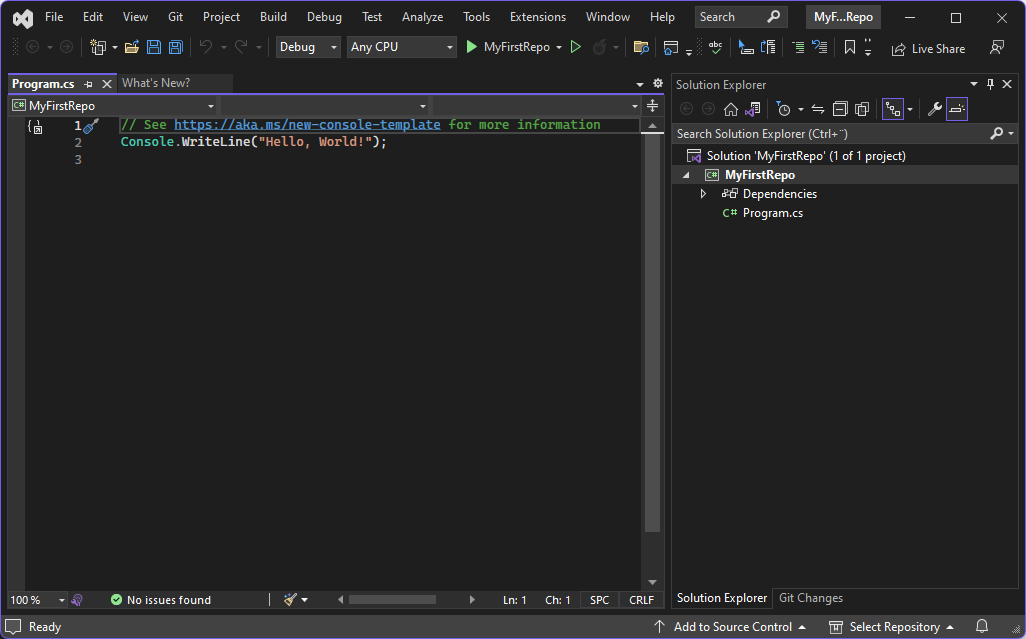 File Edit View Git Project Build Debug Test Analyze Tools Extensions Window Help Search MyF...Repo
Debug Any CPU MyFirstRepo Live Share
Program.cs What's New?
MyFirstRepo
1 // See https://aka.ms/new-console-template for more information
2 Console.WriteLine("Hello, World!");
3
100 % No issues found Ln: 1 Ch: 1 SPC CRLF
Solution Explorer
Search Solution Explorer (Ctrl+¨)
Solution 'MyFirstRepo' (1 of 1 project)
C# MyFirstRepo
Dependencies
C# Program.cs
Solution Explorer Git Changes
Ready Add to Source Control Select Repository